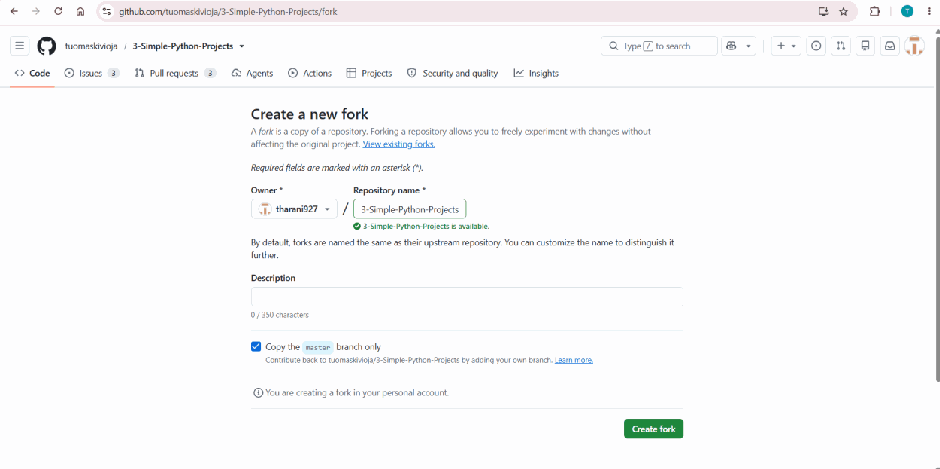 github.com/tuomaskivioja/3-Simple-Python-Projects/fork
T
tuomaskivioja / 3-Simple-Python-Projects
Type / to search
Code Issues 3 Pull requests 3 Agents Actions Projects Security and quality Insights
Create a new fork
A fork is a copy of a repository. Forking a repository allows you to freely experiment with changes without
affecting the original project. View existing forks.
Required fields are marked with an asterisk (*).
Owner * Repository name *
tharani927 / 3-Simple-Python-Projects
3-Simple-Python-Projects is available.
By default, forks are named the same as their upstream repository. You can customize the name to distinguish it
further.
Description
0 / 350 characters
Copy the master branch only
Contribute back to tuomaskivioja/3-Simple-Python-Projects by adding your own branch. Learn more.
You are creating a fork in your personal account.
Create fork